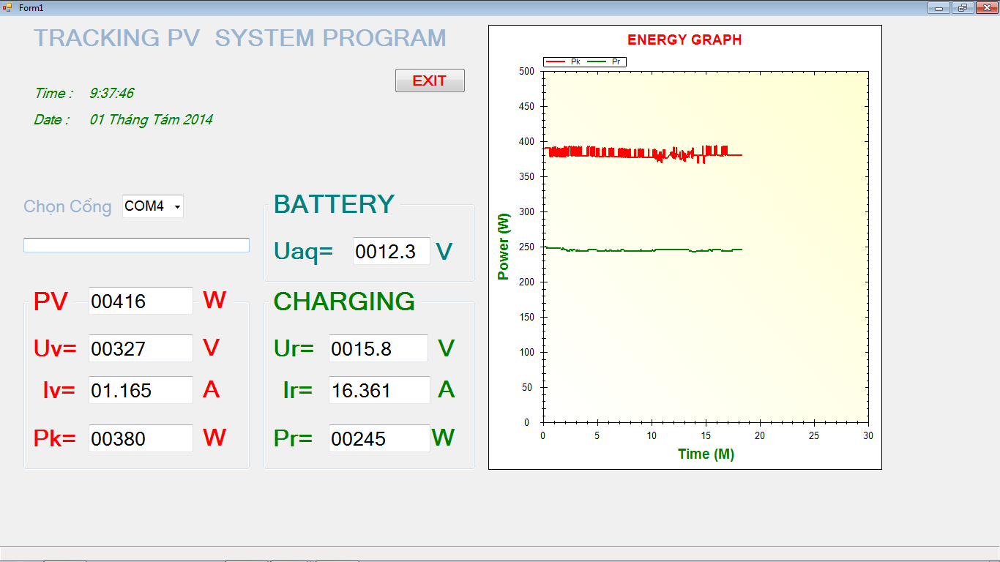 Form1
TRACKING PV SYSTEM PROGRAM
EXIT
Time : 9:37:46
Date : 01 Tháng Tám 2014
Chọn Cổng COM4
BATTERY
Uaq= 0012.3 V
PV 00416 W
Uv= 00327 V
Iv= 01.165 A
Pk= 00380 W
CHARGING
Ur= 0015.8 V
Ir= 16.361 A
Pr= 00245 W
ENERGY GRAPH
Pk Pr
500
450
400
350
300
250
200
150
100
50
0
Power (W)
0 5 10 15 20 25 30
Time (M)